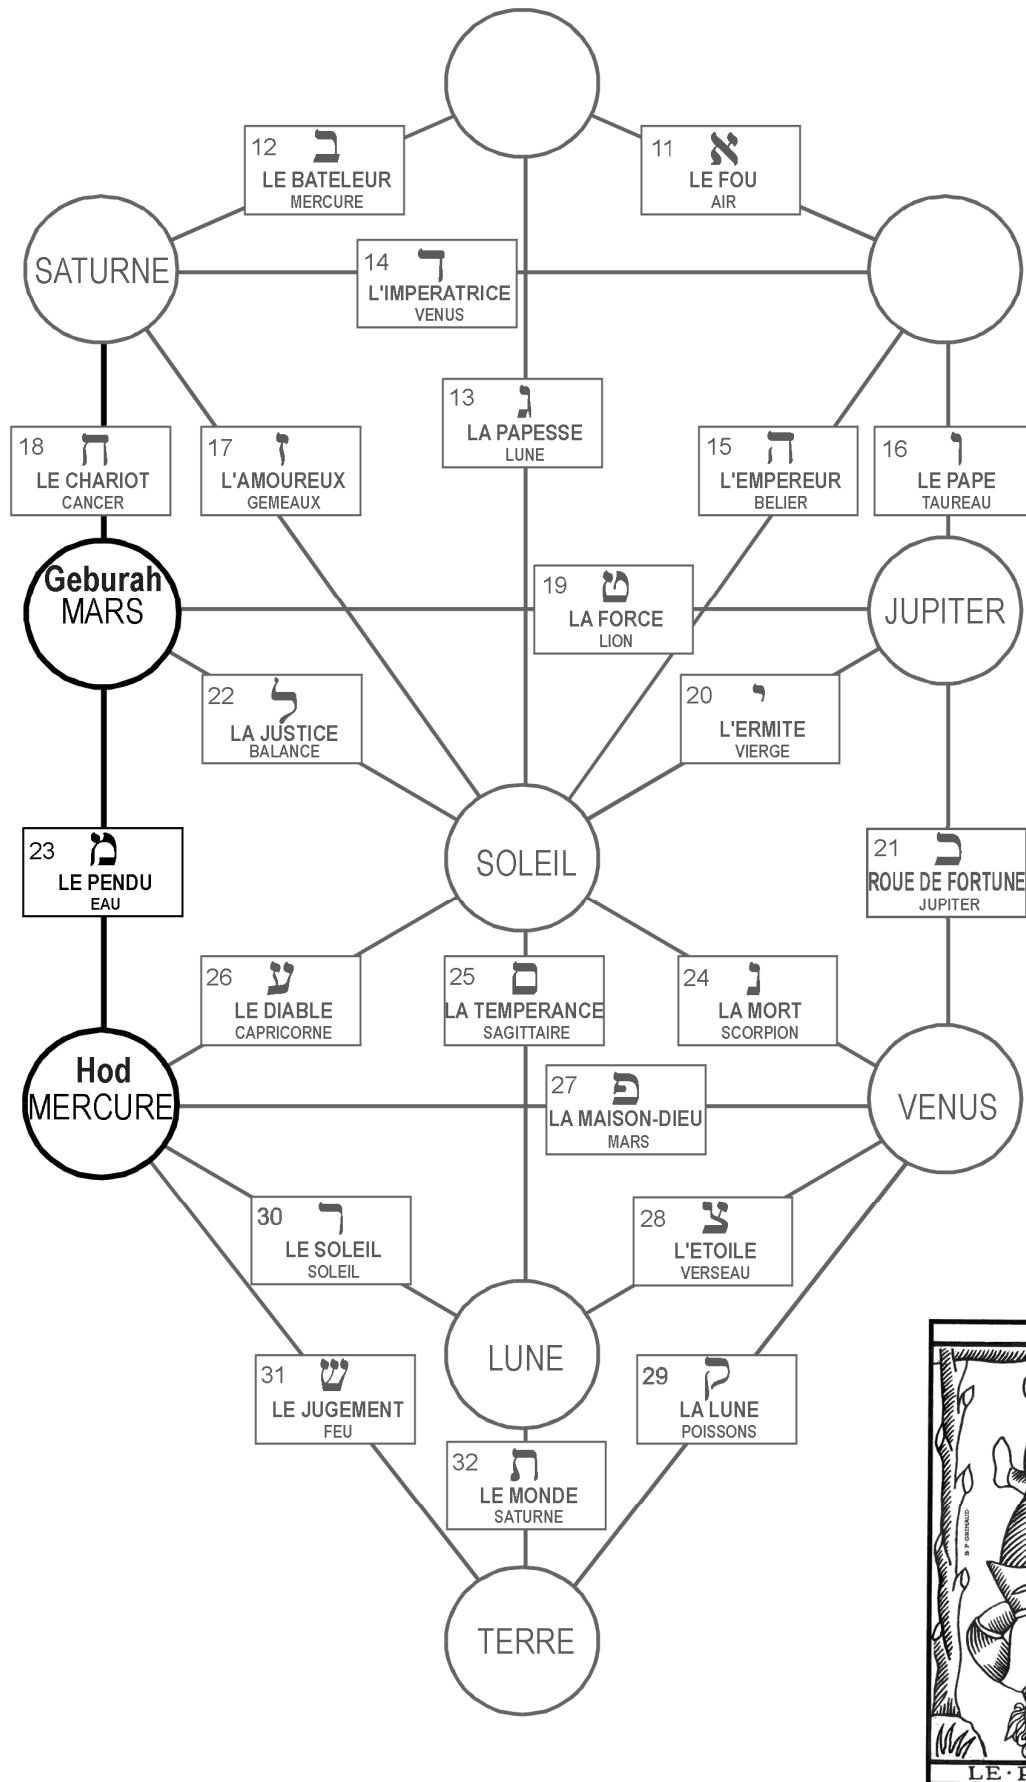 12 ב
LE BATELEUR
MERCURE
11 א
LE FOU
AIR
SATURNE
14 ד
L'IMPERATRICE
VENUS
13 ג
LA PAPESSE
LUNE
18 ח
LE CHARIOT
CANCER
17 ז
L'AMOUREUX
GEMEAUX
15 ה
L'EMPEREUR
BELIER
16 ו
LE PAPE
TAUREAU
Geburah
MARS
19 ט
LA FORCE
LION
JUPITER
22 ל
LA JUSTICE
BALANCE
20 י
L'ERMITE
VIERGE
23 מ
LE PENDU
EAU
SOLEIL
21 כ
ROUE DE FORTUNE
JUPITER
26 ע
LE DIABLE
CAPRICORNE
25 ם
LA TEMPERANCE
SAGITTAIRE
24 נ
LA MORT
SCORPION
Hod
MERCURE
27 פ
LA MAISON-DIEU
MARS
VENUS
30 ר
LE SOLEIL
SOLEIL
28 צ
L'ETOILE
VERSEAU
LUNE
31 ש
LE JUGEMENT
FEU
29 ק
LA LUNE
POISSONS
32 ת
LE MONDE
SATURNE
B·P·GRIMAUD
TERRE
LE·P